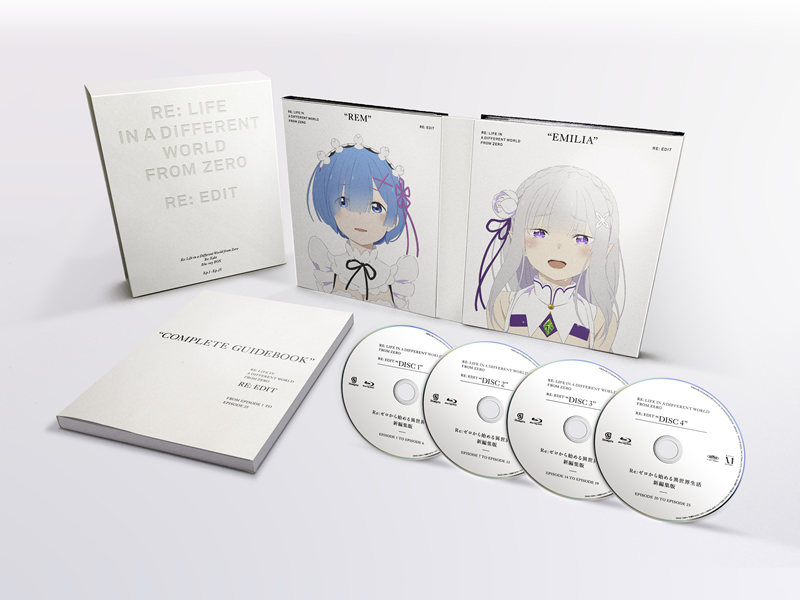 RE: LIFE
IN A DIFFERENT
WORLD
FROM ZERO
RE: EDIT
Re: Life in a Different World from Zero
Re: Edit
Blu-ray BOX
Ep.1 - Ep.25
RE: LIFE IN
A DIFFERENT WORLD
FROM ZERO
“REM”
RE: EDIT
RE: LIFE IN
A DIFFERENT WORLD
FROM ZERO
“EMILIA”
RE: EDIT
“COMPLETE GUIDEBOOK”
RE: LIFE IN
A DIFFERENT WORLD
FROM ZERO
RE: EDIT
FROM EPISODE 1 TO
EPISODE 25
RE: LIFE IN A DIFFERENT WORLD
FROM ZERO
RE: EDIT “DISC 1”
Re:ゼロから始める異世界
新編集版
EPISODE 1 TO EPISODE 6
RE: LIFE IN A DIFFERENT WORLD
FROM ZERO
RE: EDIT “DISC 2”
Re:ゼロから始める異世界
新編集版
EPISODE 7 TO EPISODE 13
RE: LIFE IN A DIFFERENT WORLD
FROM ZERO
RE: EDIT “DISC 3”
Re:ゼロから始める異世界
新編集版
EPISODE 14 TO EPISODE 19
RE: LIFE IN A DIFFERENT WORLD
FROM ZERO
RE: EDIT “DISC 4”
Re:ゼロから始める異世界生活
新編集版
EPISODE 20 TO EPISODE 25